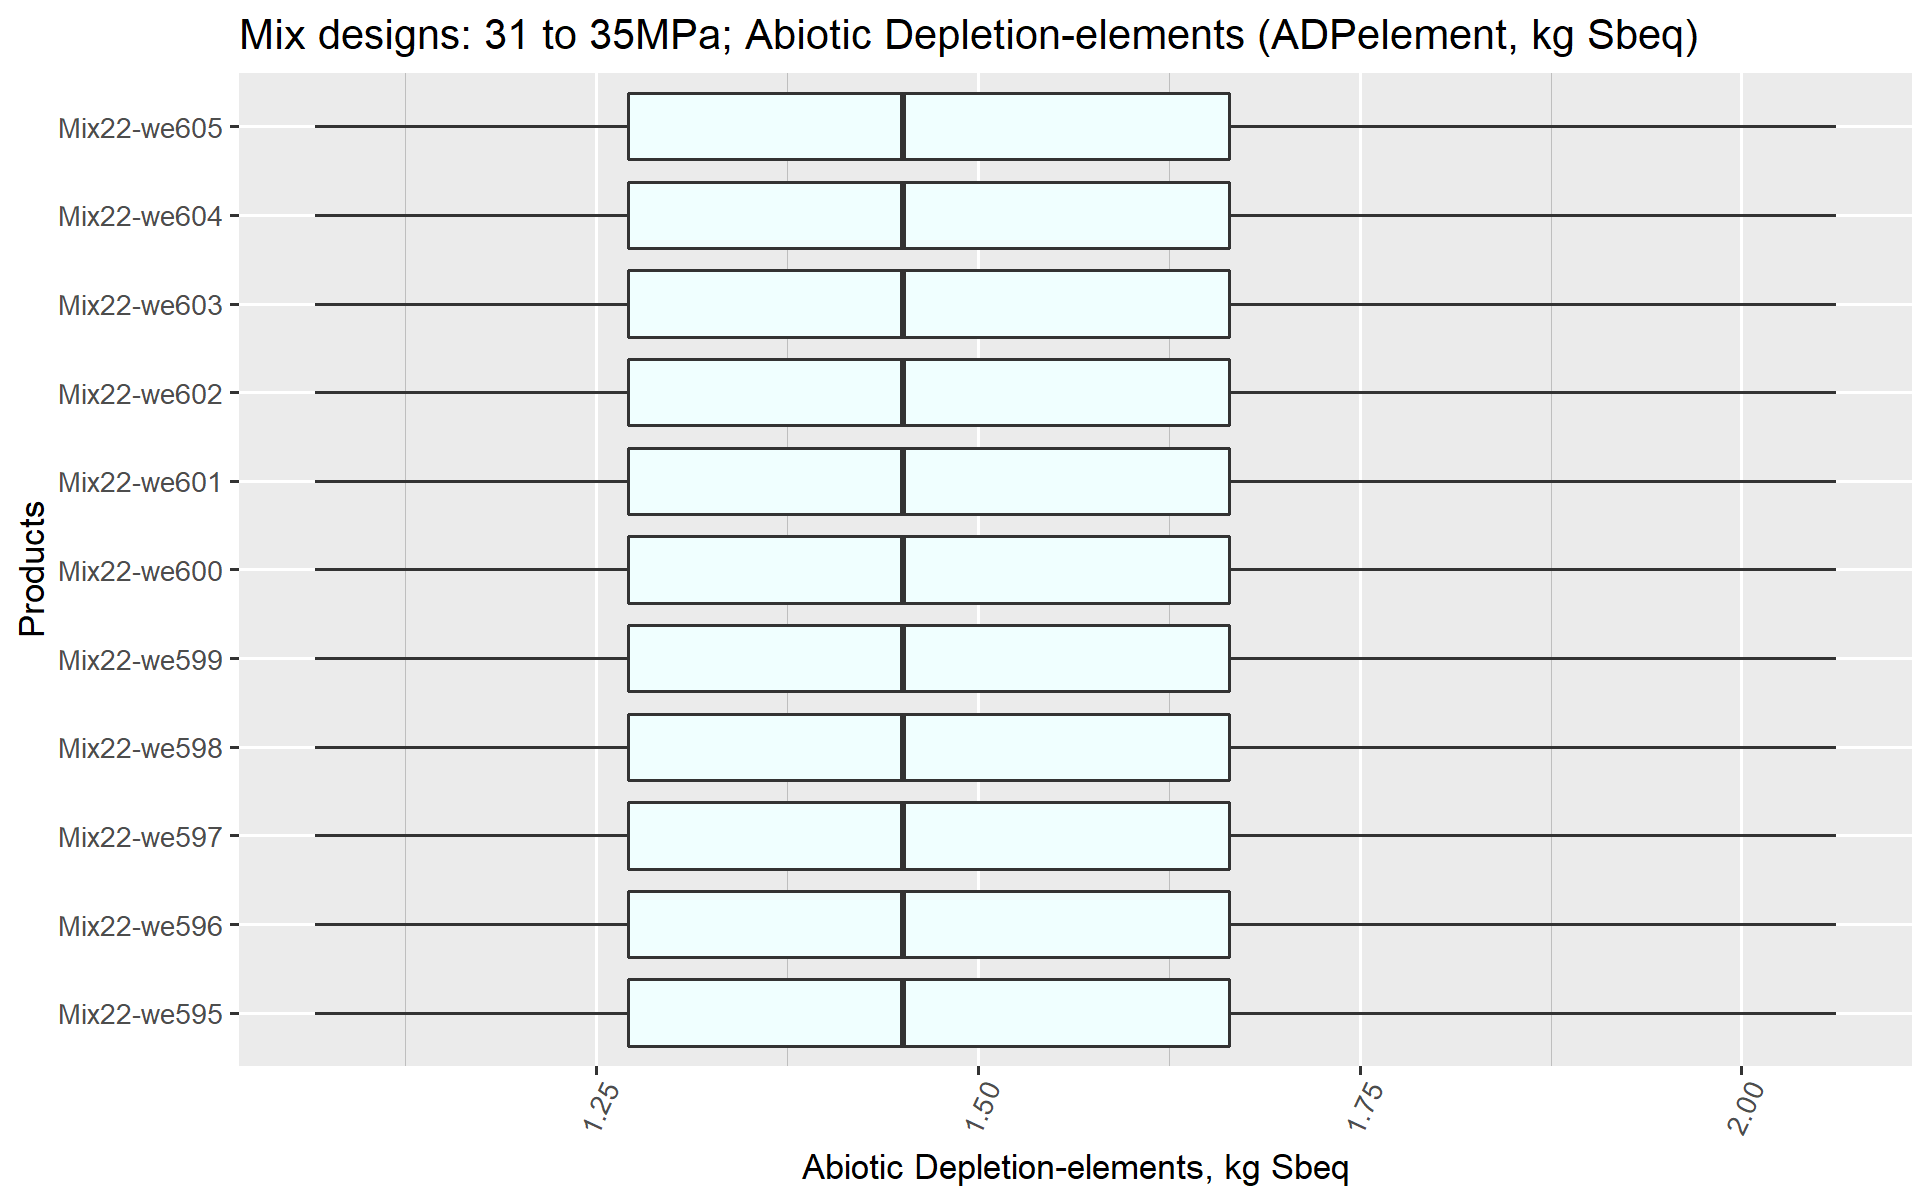 Mix designs: 31 to 35MPa; Abiotic Depletion-elements (ADPelement, kg Sbeq)
Products
Mix22-we605
Mix22-we604
Mix22-we603
Mix22-we602
Mix22-we601
Mix22-we600
Mix22-we599
Mix22-we598
Mix22-we597
Mix22-we596
Mix22-we595
1.25 1.50 1.75 2.00
Abiotic Depletion-elements, kg Sbeq